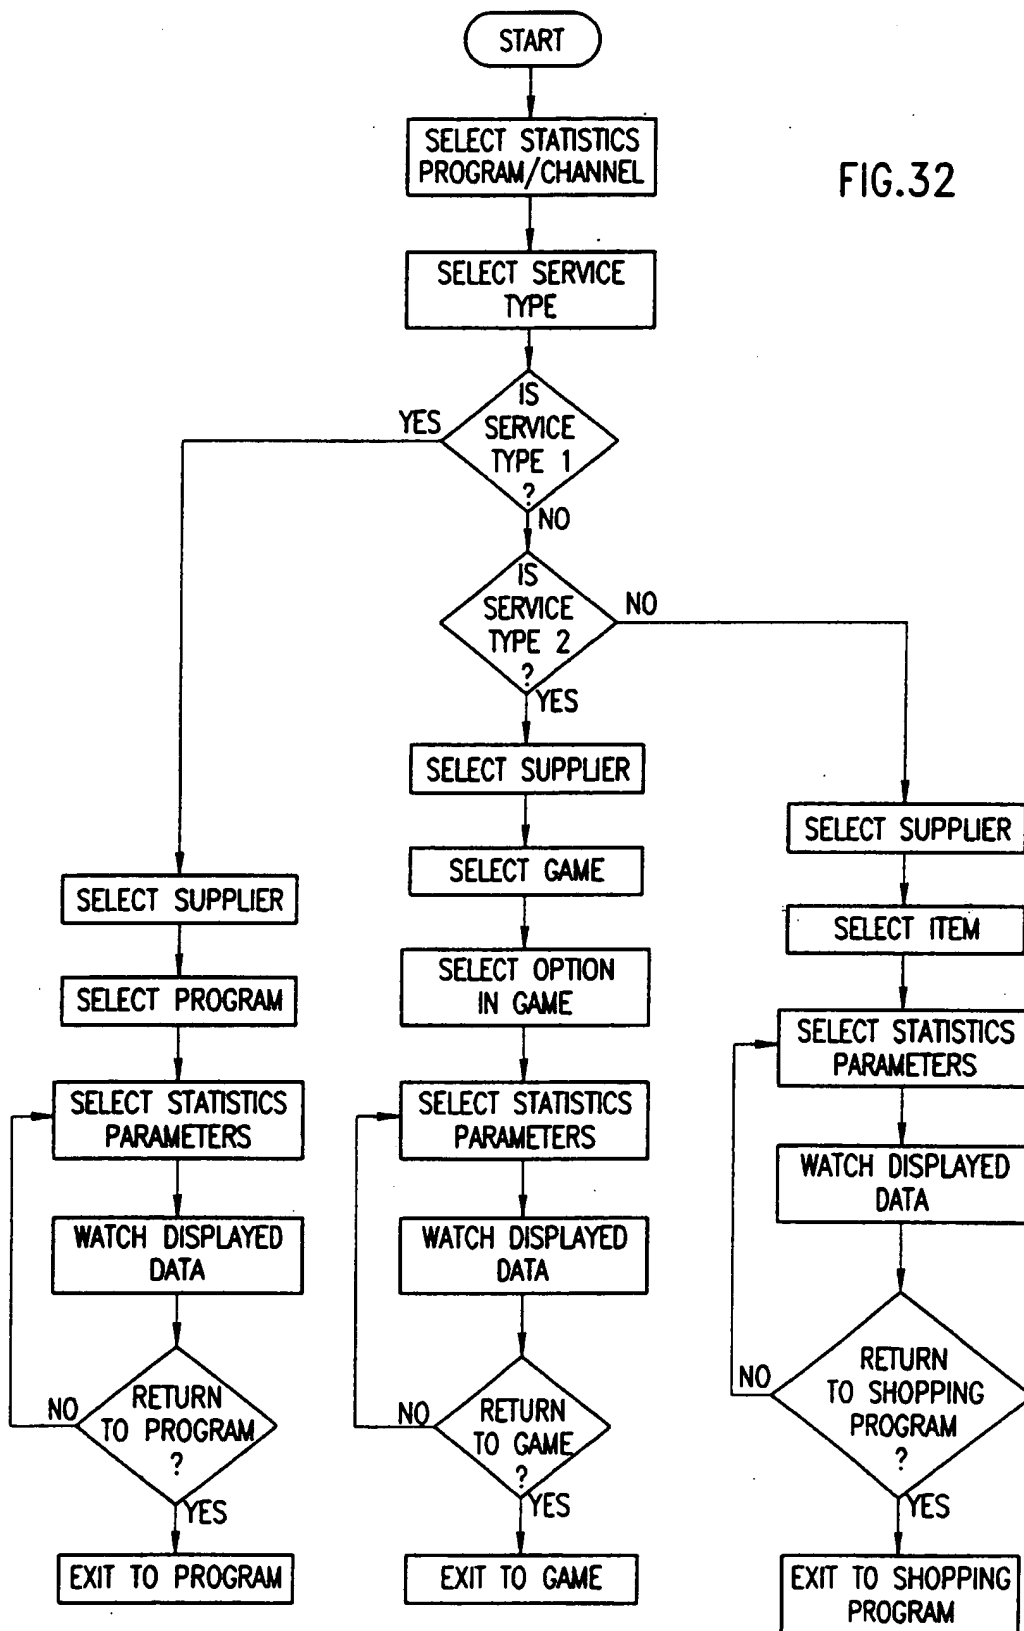 START
SELECT STATISTICS
PROGRAM/CHANNEL
FIG.32
SELECT SERVICE
TYPE
IS
SERVICE
TYPE 1
?
YES
NO
IS
SERVICE
TYPE 2
?
NO
YES
SELECT SUPPLIER
SELECT GAME
SELECT OPTION
IN GAME
SELECT STATISTICS
PARAMETERS
WATCH DISPLAYED
DATA
RETURN
TO GAME
?
NO
YES
EXIT TO GAME
SELECT SUPPLIER
SELECT PROGRAM
SELECT STATISTICS
PARAMETERS
WATCH DISPLAYED
DATA
RETURN
TO PROGRAM
?
NO
YES
EXIT TO PROGRAM
SELECT SUPPLIER
SELECT ITEM
SELECT STATISTICS
PARAMETERS
WATCH DISPLAYED
DATA
RETURN
TO SHOPPING
PROGRAM
?
NO
YES
EXIT TO SHOPPING
PROGRAM